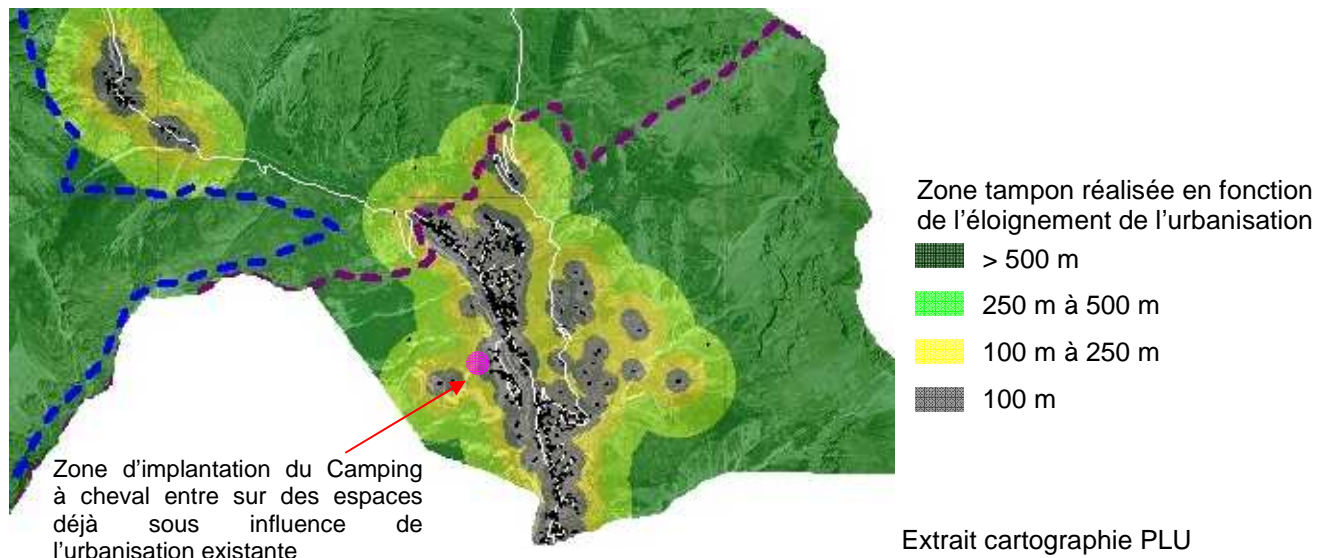 Zone tampon réalisée en fonction
de l’éloignement de l’urbanisation
> 500 m
250 m à 500 m
100 m à 250 m
100 m
Zone d’implantation du Camping
à cheval entre sur des espaces
déjà sous influence de
l’urbanisation existante
Extrait cartographie PLU